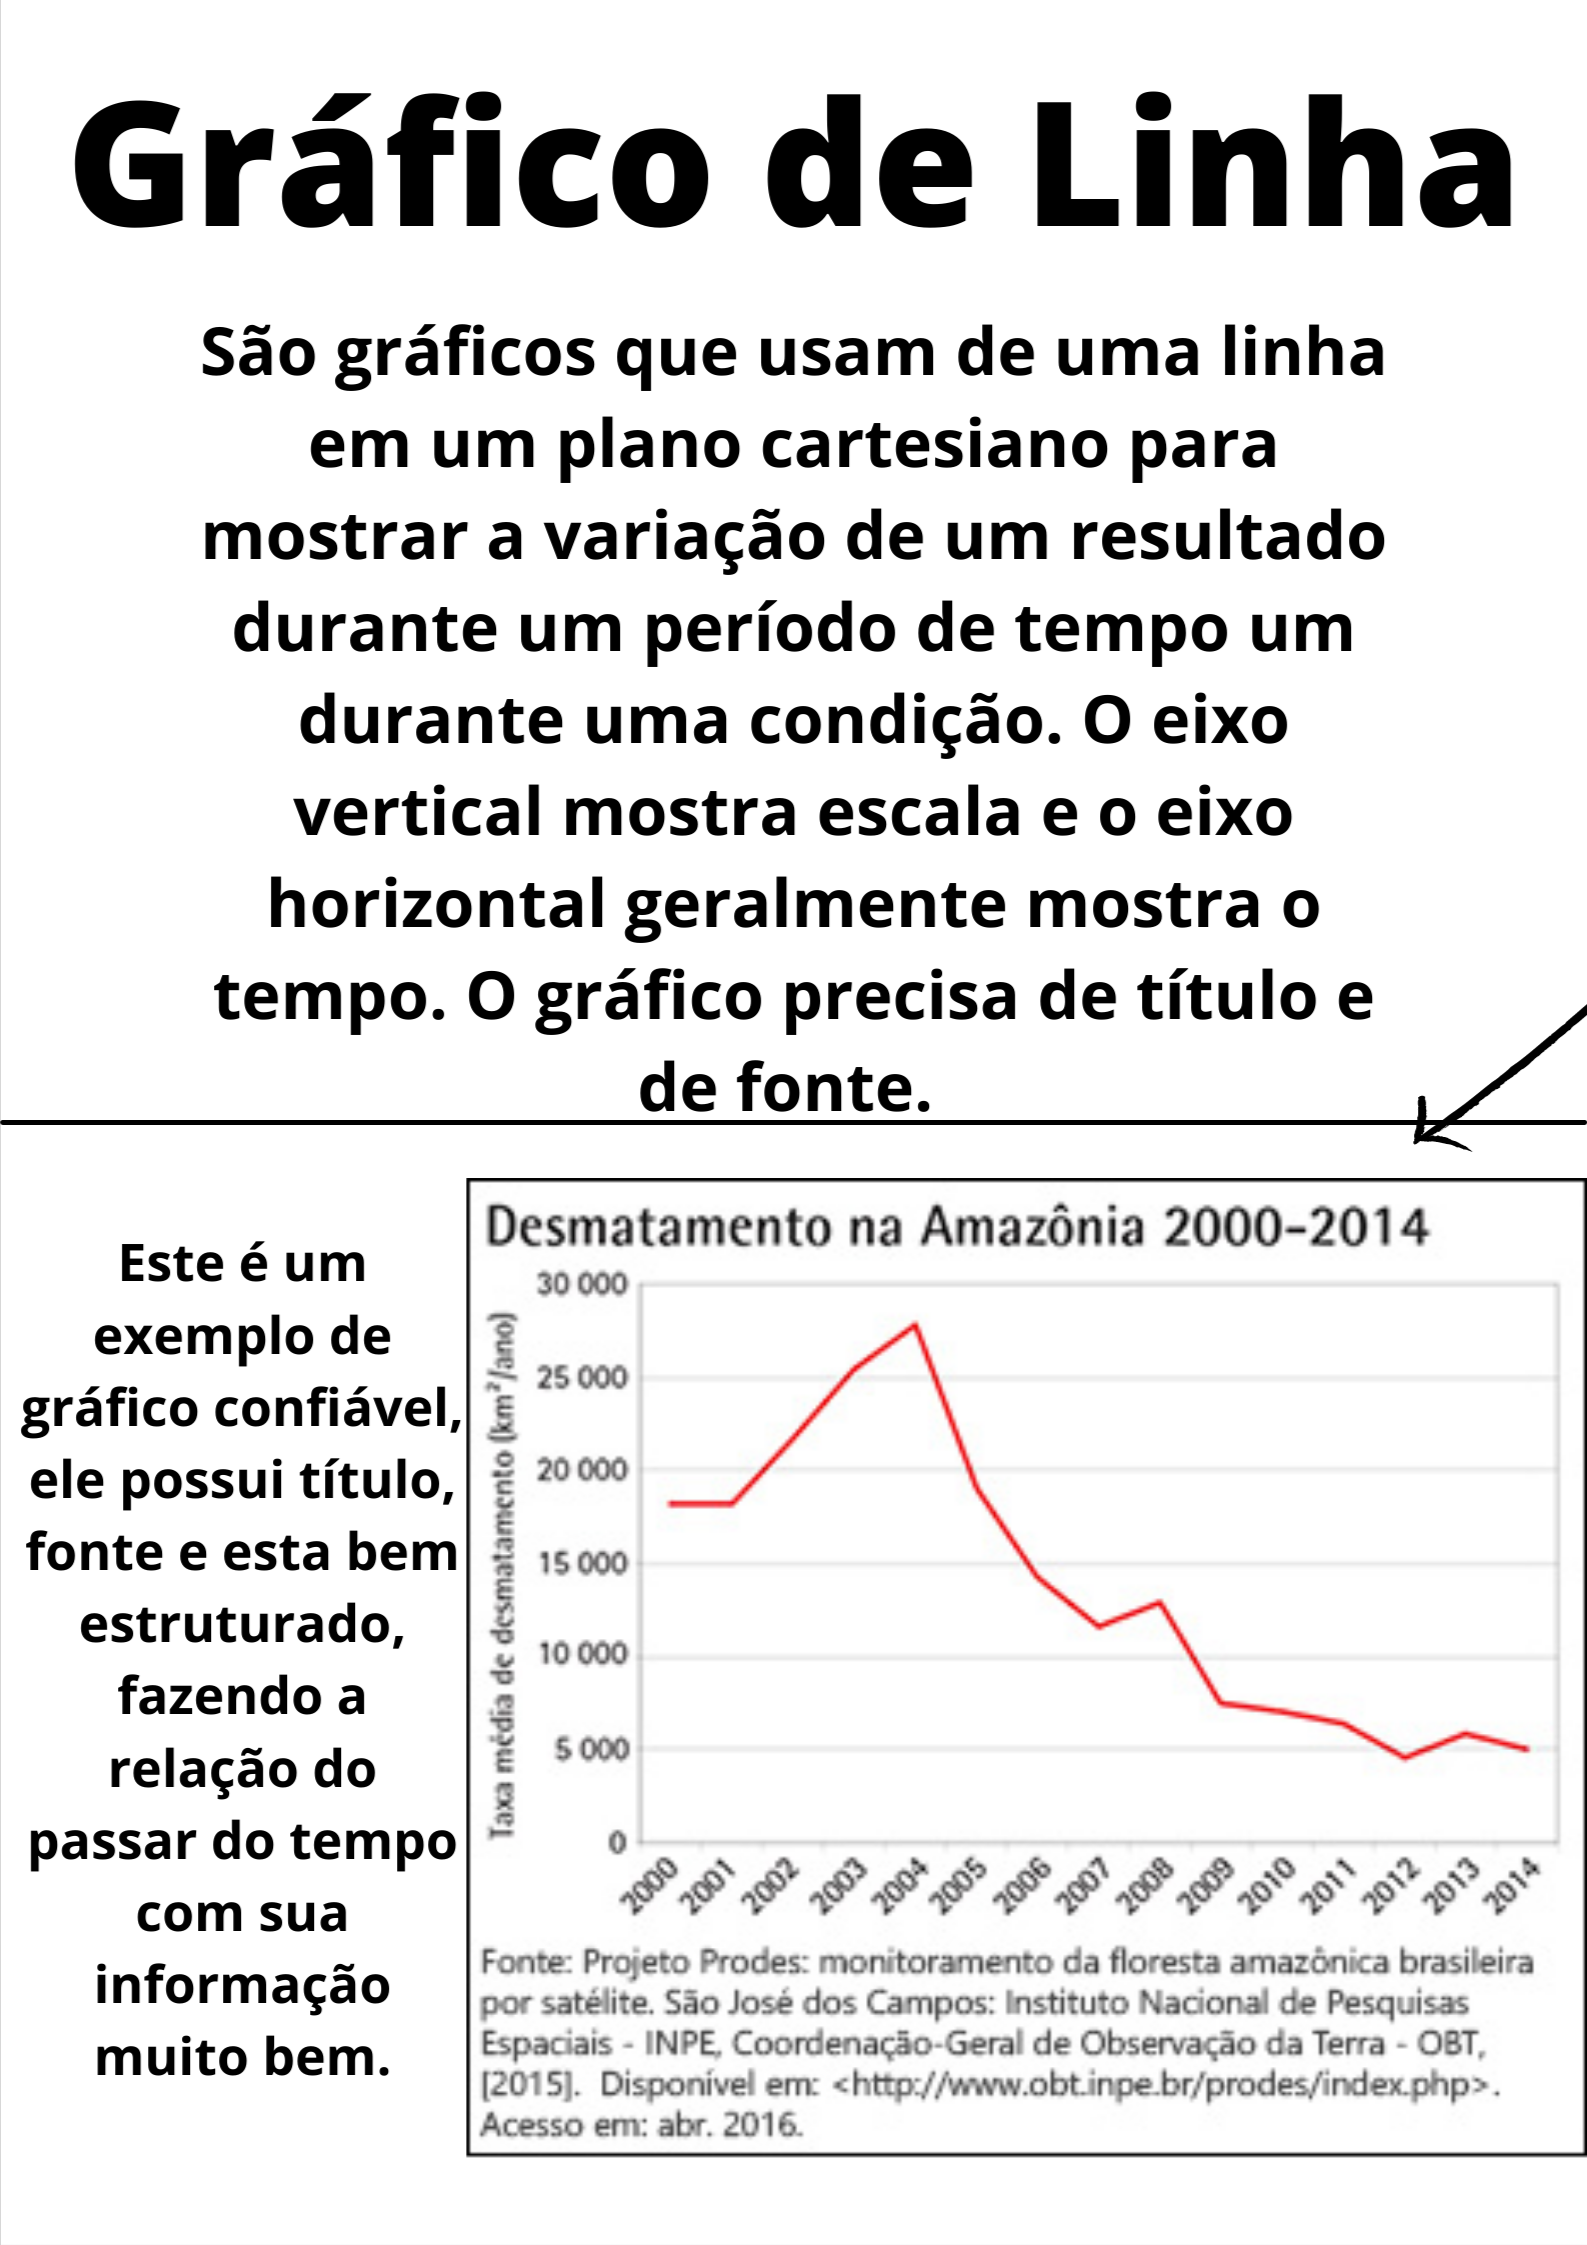 Gráfico de Linha
São gráficos que usam de uma linha
em um plano cartesiano para
mostrar a variação de um resultado
durante um período de tempo um
durante uma condição. O eixo
vertical mostra escala e o eixo
horizontal geralmente mostra o
tempo. O gráfico precisa de título e
de fonte.
Este é um
exemplo de
gráfico confiável,
ele possui título,
fonte e esta bem
estruturado,
fazendo a
relação do
passar do tempo
com sua
informação
muito bem.
Desmatamento na Amazônia 2000–2014
Taxa média de desmatamento (km²/ano)
30 000
25 000
20 000
15 000
10 000
5 000
0
2000 2001 2002 2003 2004 2005 2006 2007 2008 2009 2010 2011 2012 2013 2014
Fonte: Projeto Prodes: monitoramento da floresta amazônica brasileira
por satélite. São José dos Campos: Instituto Nacional de Pesquisas
Espaciais - INPE, Coordenação-Geral de Observação da Terra - OBT,
[2015]. Disponível em: <http://www.obt.inpe.br/prodes/index.php>.
Acesso em: abr. 2016.